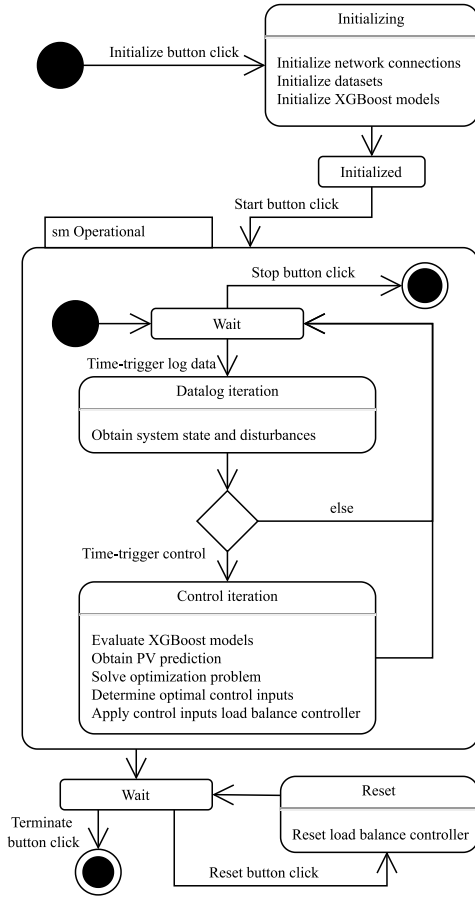 Initializing
Initialize button click
Initialize network connections
Initialize datasets
Initialize XGBoost models
Initialized
Start button click
sm Operational
Stop button click
Wait
Time-trigger log data
Datalog iteration
Obtain system state and disturbances
else
Time-trigger control
Control iteration
Evaluate XGBoost models
Obtain PV prediction
Solve optimization problem
Determine optimal control inputs
Apply control inputs load balance controller
Wait
Reset
Terminate
button click
Reset load balance controller
Reset button click